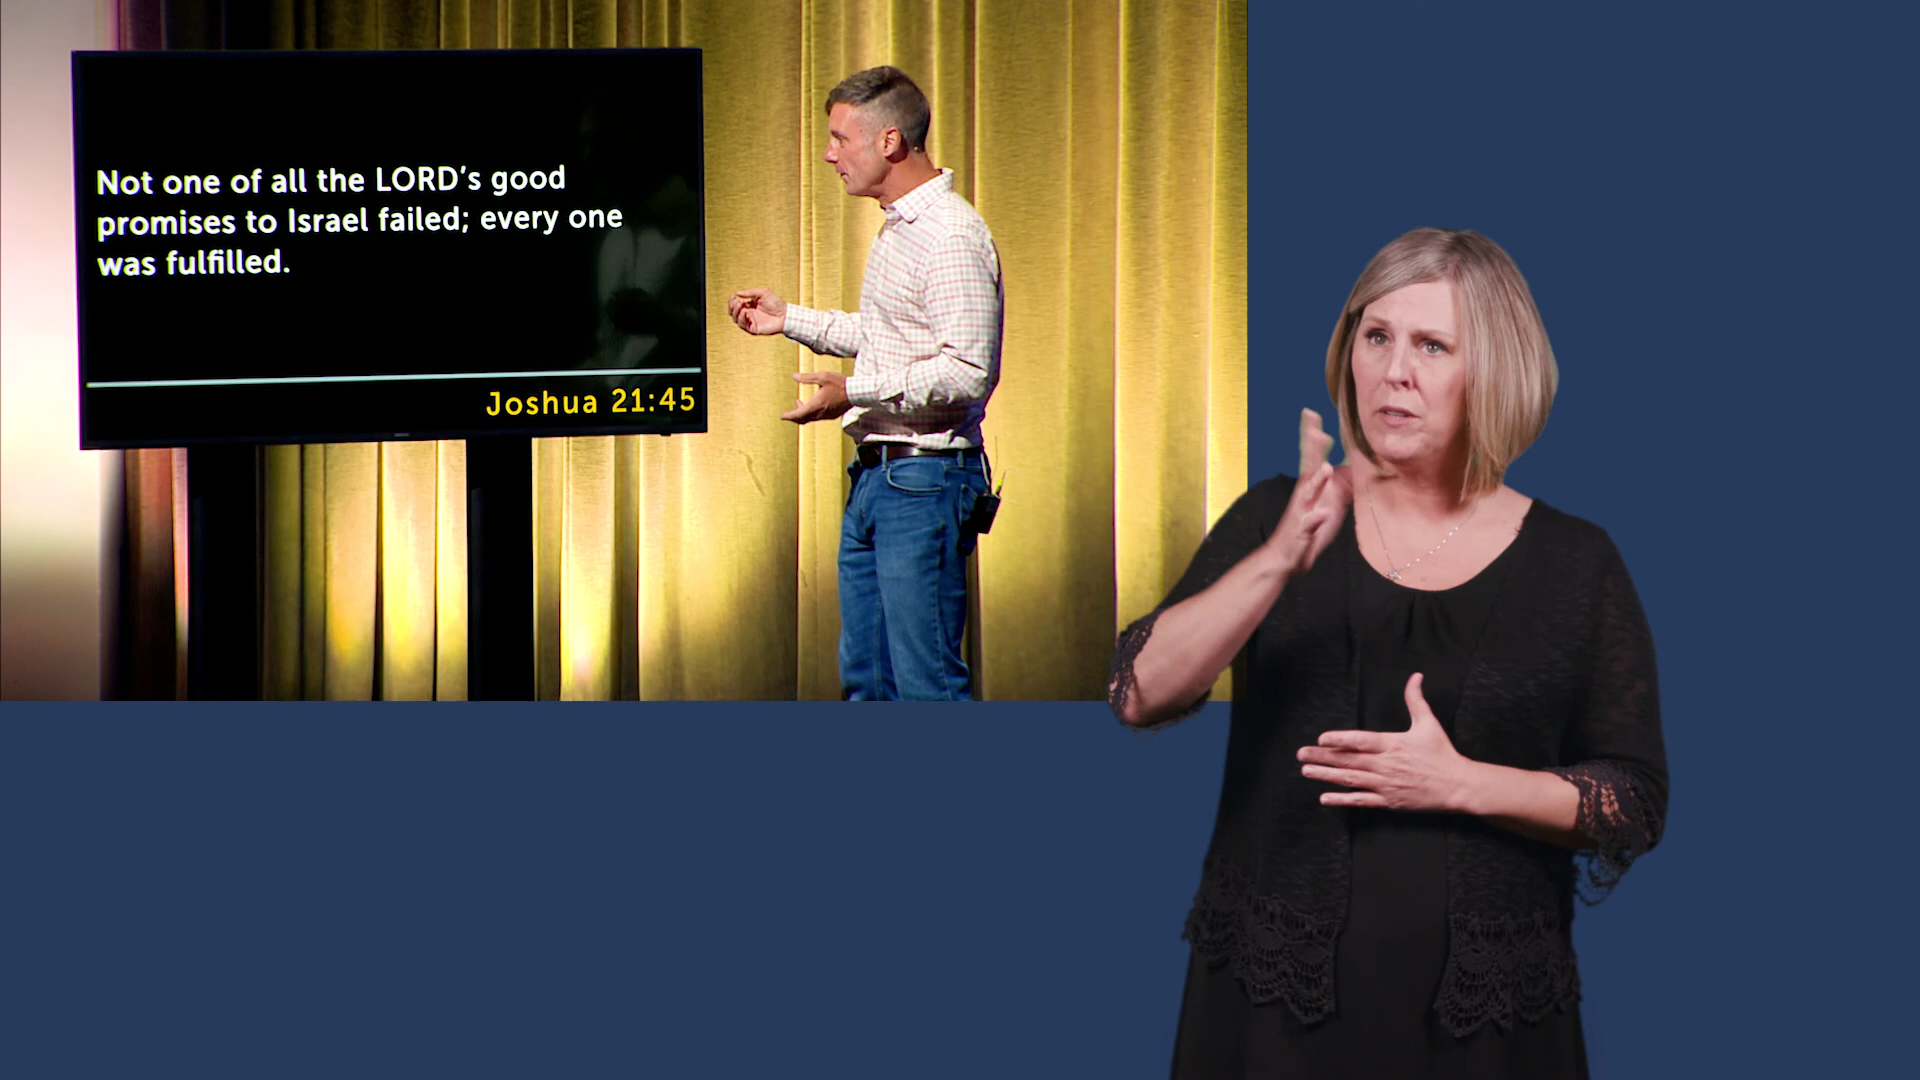 Not one of all the LORD's good
promises to Israel failed; every one
was fulfilled.
Joshua 21:45